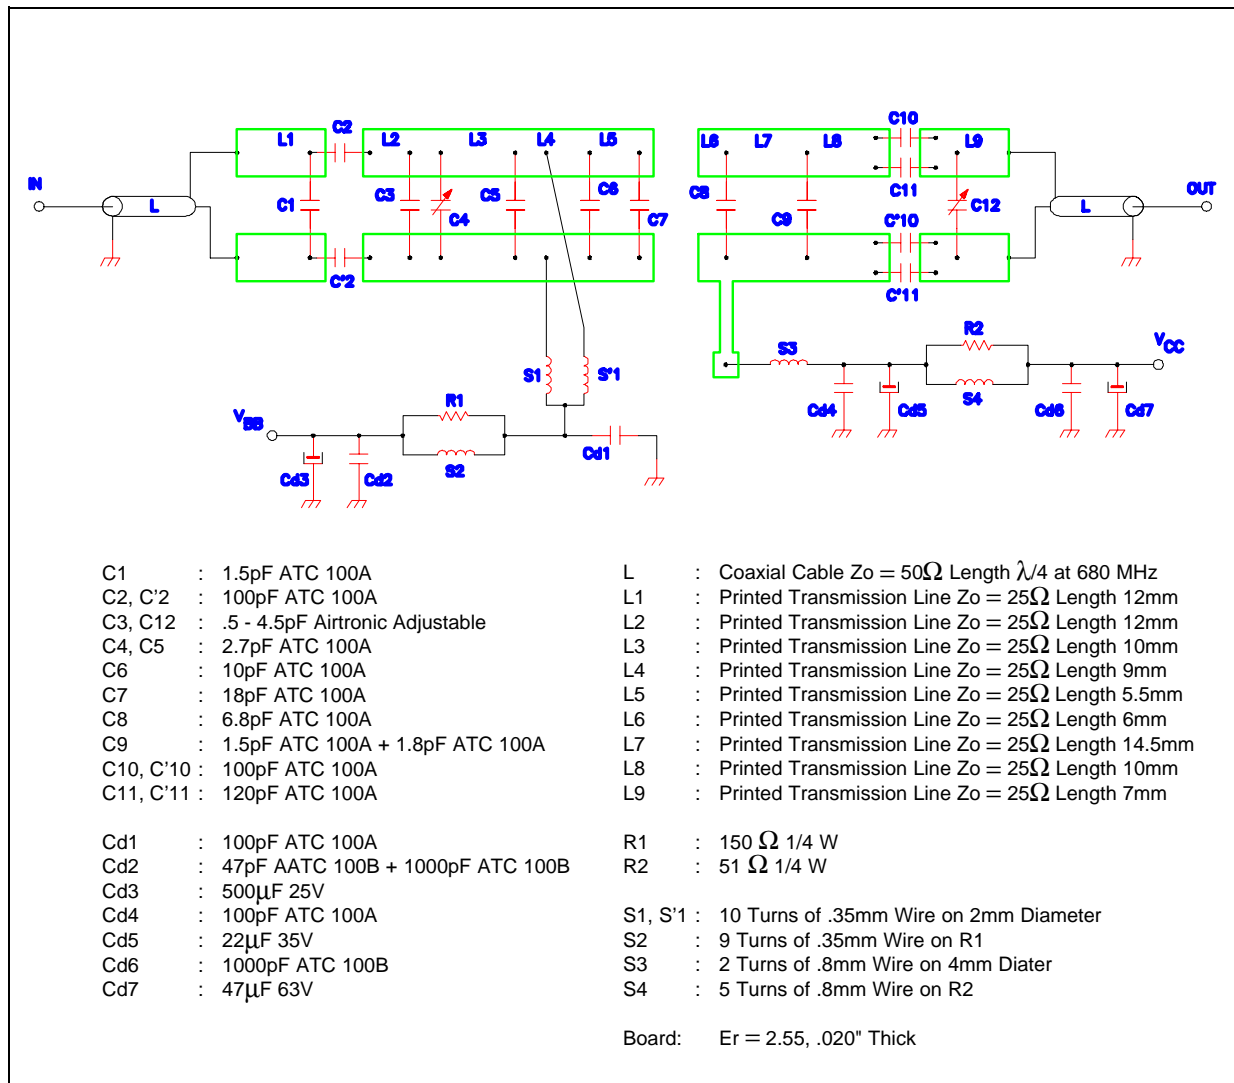 L1 C2 L2 L3 L4 L5 L6 L7 L8 C10 L9
IN L C1 C3 C4 C5 C6 C7 C8 C9 C11 C12 L OUT
C'2 C'10
C'11
S1 S'1 S3 R2 VCC
Cd4 Cd5 S4 Cd6 Cd7
VBB R1
Cd3 Cd2 S2 Cd1
C1 : 1.5pF ATC 100A
C2, C'2 : 100pF ATC 100A
C3, C12 : .5 - 4.5pF Airtronic Adjustable
C4, C5 : 2.7pF ATC 100A
C6 : 10pF ATC 100A
C7 : 18pF ATC 100A
C8 : 6.8pF ATC 100A
C9 : 1.5pF ATC 100A + 1.8pF ATC 100A
C10, C'10 : 100pF ATC 100A
C11, C'11 : 120pF ATC 100A
Cd1 : 100pF ATC 100A
Cd2 : 47pF AATC 100B + 1000pF ATC 100B
Cd3 : 500µF 25V
Cd4 : 100pF ATC 100A
Cd5 : 22µF 35V
Cd6 : 1000pF ATC 100B
Cd7 : 47µF 63V
L : Coaxial Cable Zo = 50Ω Length λ/4 at 680 MHz
L1 : Printed Transmission Line Zo = 25Ω Length 12mm
L2 : Printed Transmission Line Zo = 25Ω Length 12mm
L3 : Printed Transmission Line Zo = 25Ω Length 10mm
L4 : Printed Transmission Line Zo = 25Ω Length 9mm
L5 : Printed Transmission Line Zo = 25Ω Length 5.5mm
L6 : Printed Transmission Line Zo = 25Ω Length 6mm
L7 : Printed Transmission Line Zo = 25Ω Length 14.5mm
L8 : Printed Transmission Line Zo = 25Ω Length 10mm
L9 : Printed Transmission Line Zo = 25Ω Length 7mm
R1 : 150 Ω 1/4 W
R2 : 51 Ω 1/4 W
S1, S'1 : 10 Turns of .35mm Wire on 2mm Diameter
S2 : 9 Turns of .35mm Wire on R1
S3 : 2 Turns of .8mm Wire on 4mm Diater
S4 : 5 Turns of .8mm Wire on R2
Board: Er = 2.55, .020" Thick